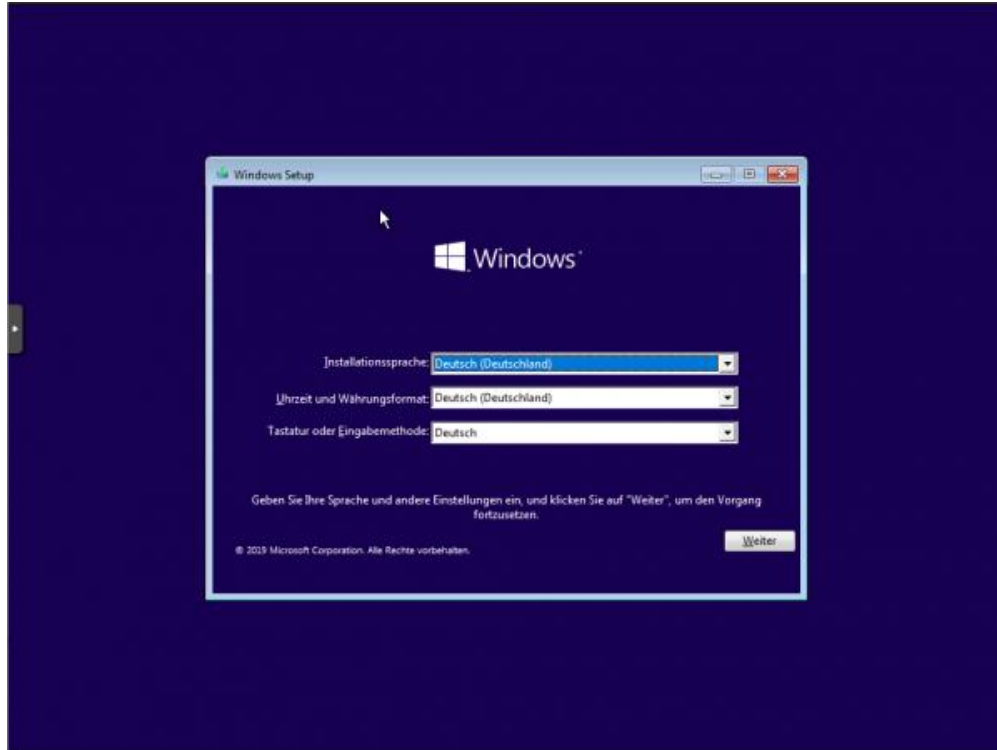 Windows Setup
Windows
Installationssprache: Deutsch (Deutschland)
Uhrzeit und Währungsformat: Deutsch (Deutschland)
Tastatur oder Eingabemethode: Deutsch
Geben Sie Ihre Sprache und andere Einstellungen ein, und klicken Sie auf "Weiter", um den Vorgang
fortzusetzen.
Weiter
© 2019 Microsoft Corporation. Alle Rechte vorbehalten.